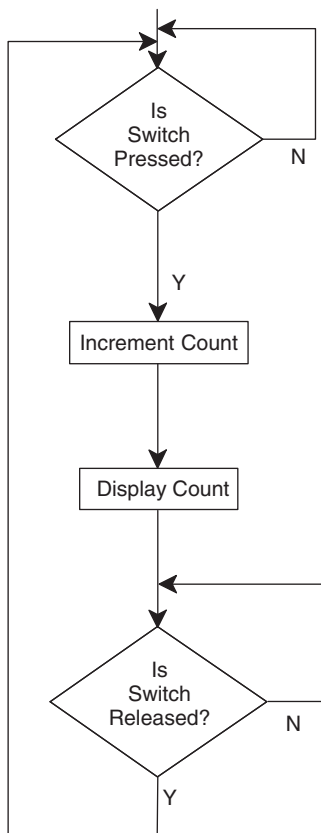 Is
Switch
Pressed?
N
Y
Increment Count
Display Count
Is
Switch
Released?
N
Y